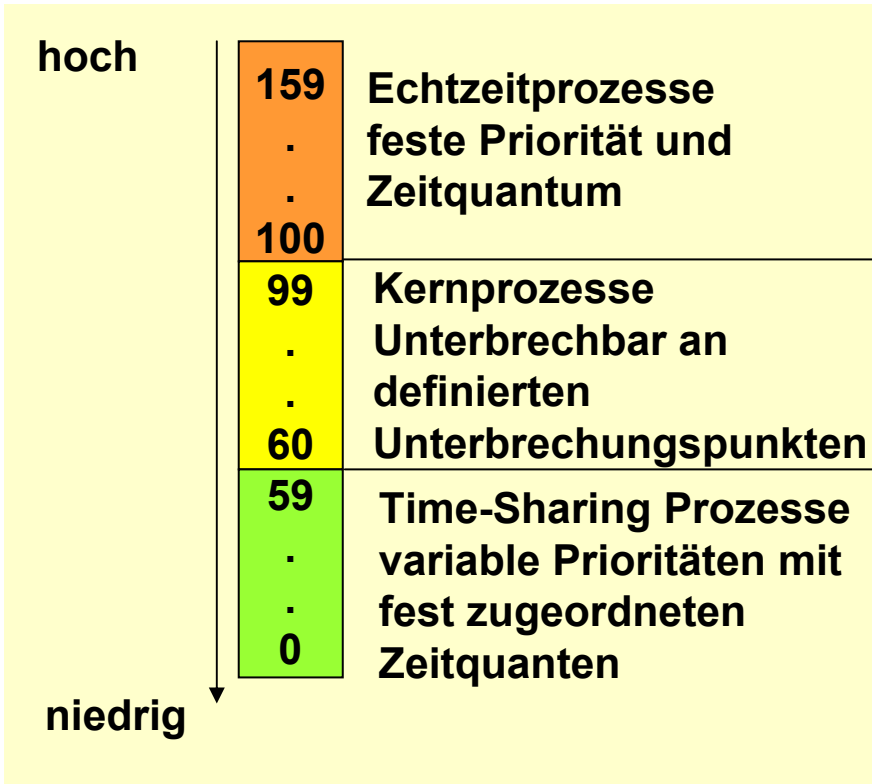 hoch
159
.
.
100
Echtzeitprozesse
feste Priorität und
Zeitquantum
99
.
.
60
Kernprozesse
Unterbrechbar an
definierten
Unterbrechungspunkten
59
.
.
0
Time-Sharing Prozesse
variable Prioritäten mit
fest zugeordneten
Zeitquanten
niedrig